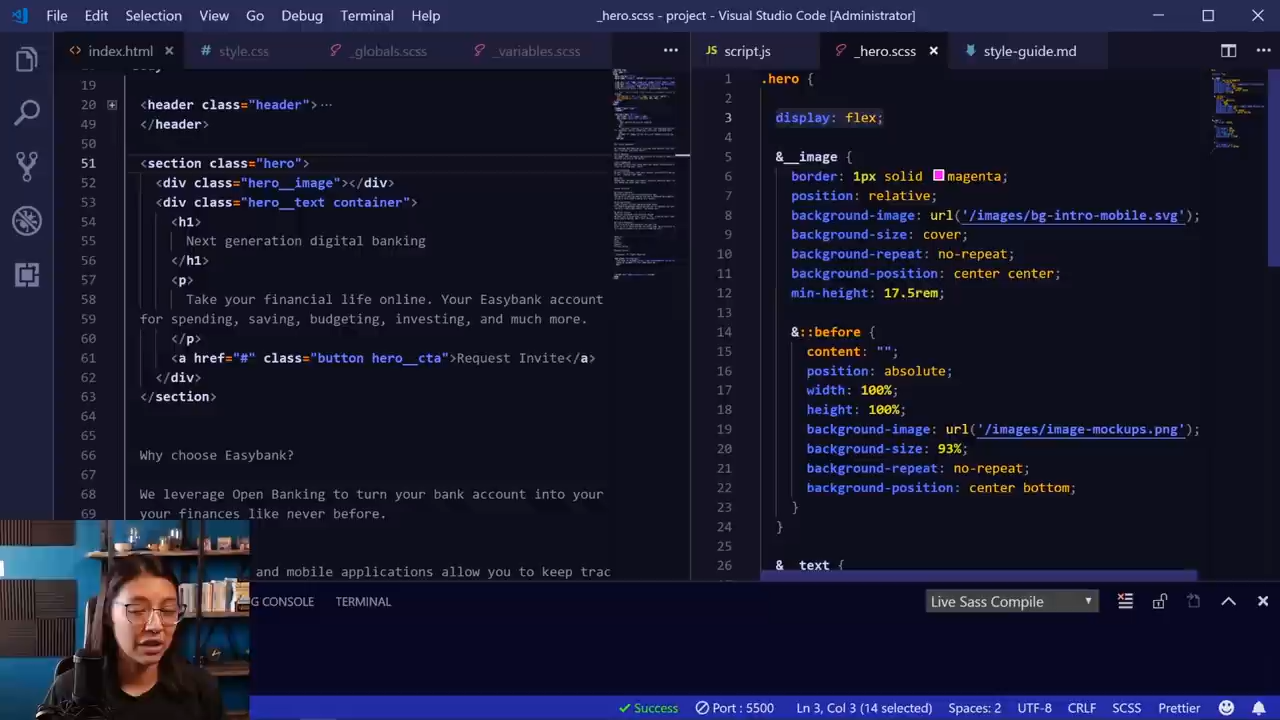 File Edit Selection View Go Debug Terminal Help _hero.scss - project - Visual Studio Code [Administrator]
index.html style.css _globals.scss _variables.scss
19
20 <header class="header">
49 </header>
50
51 <section class="hero">
52 <div class="hero__image"></div>
53 <div class="hero__text container">
54 <h1>
55 Next generation digital banking
56 </h1>
57 <p>
58 Take your financial life online. Your Easybank account
59 for spending, saving, budgeting, investing, and much more.
60 </p>
61 <a href="#" class="button hero__cta">Request Invite</a>
62 </div>
63 </section>
64
65
66 Why choose Easybank?
67
68 We leverage Open Banking to turn your bank account into your
69 your finances like never before.
and mobile applications allow you to keep trac
script.js _hero.scss style-guide.md
1 .hero {
2
3 display: flex;
4
5 &__image {
6 border: 1px solid magenta;
7 position: relative;
8 background-image: url('/images/bg-intro-mobile.svg');
9 background-size: cover;
10 background-repeat: no-repeat;
11 background-position: center center;
12 min-height: 17.5rem;
13
14 &::before {
15 content: "";
16 position: absolute;
17 width: 100%;
18 height: 100%;
19 background-image: url('/images/image-mockups.png');
20 background-size: 93%;
21 background-repeat: no-repeat;
22 background-position: center bottom;
23 }
24 }
25
26 &__text {
G CONSOLE TERMINAL Live Sass Compile
Success Port : 5500 Ln 3, Col 3 (14 selected) Spaces: 2 UTF-8 CRLF SCSS Prettier